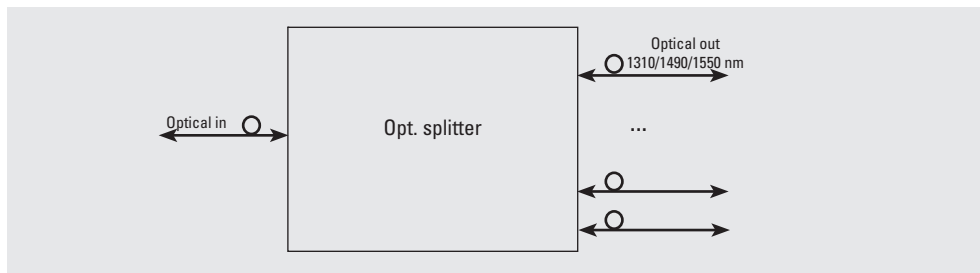 Optical out
1310/1490/1550 nm
Optical in
Opt. splitter
...